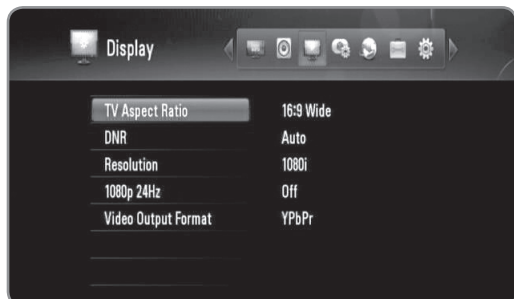 Display
TV Aspect Ratio 16:9 Wide
DNR Auto
Resolution 1080i
1080p 24Hz Off
Video Output Format YPbPr